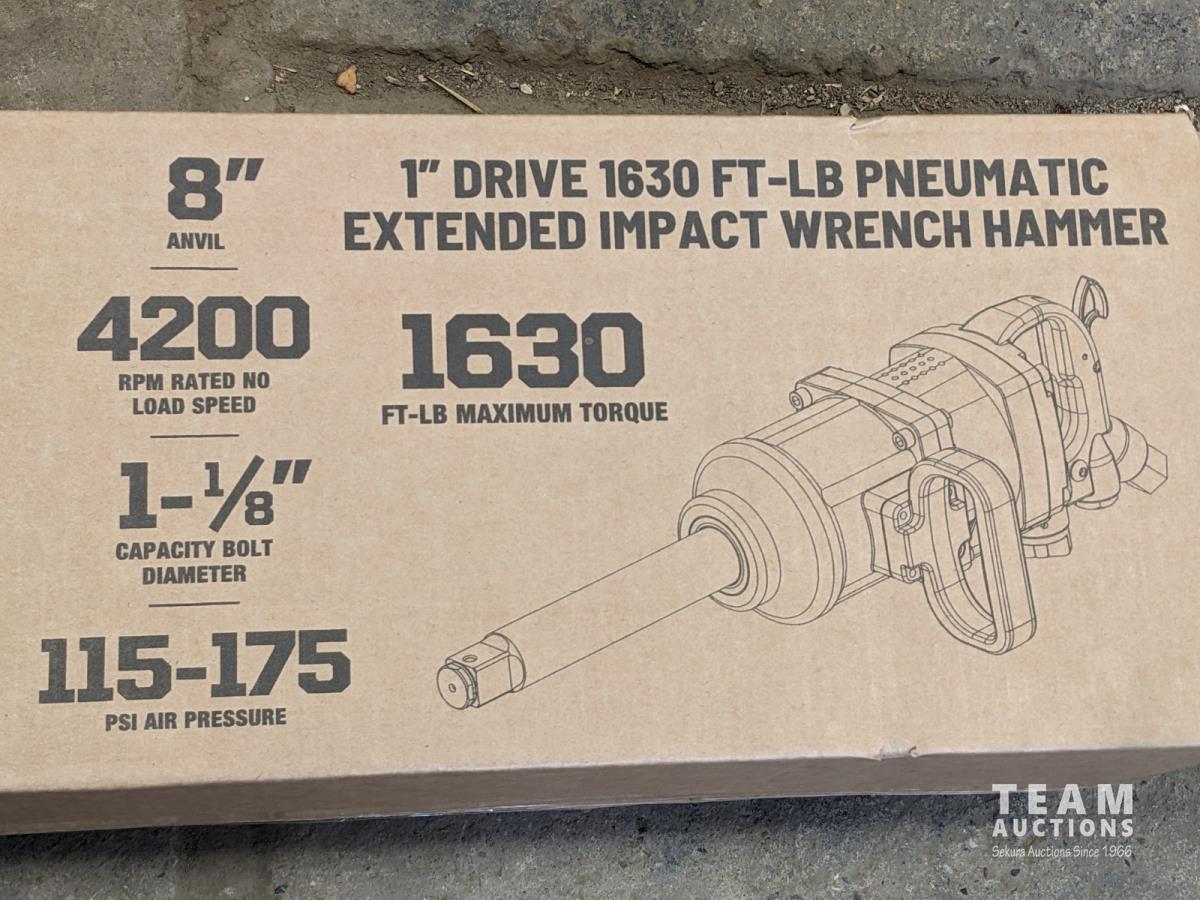 8"
ANVIL
4200
RPM RATED NO
LOAD SPEED
1-1/8"
CAPACITY BOLT
DIAMETER
115-175
PSI AIR PRESSURE
1" DRIVE 1630 FT-LB PNEUMATIC
EXTENDED IMPACT WRENCH HAMMER
1630
FT-LB MAXIMUM TORQUE
TEAM
AUCTIONS
Sekura Auctions Since 1966